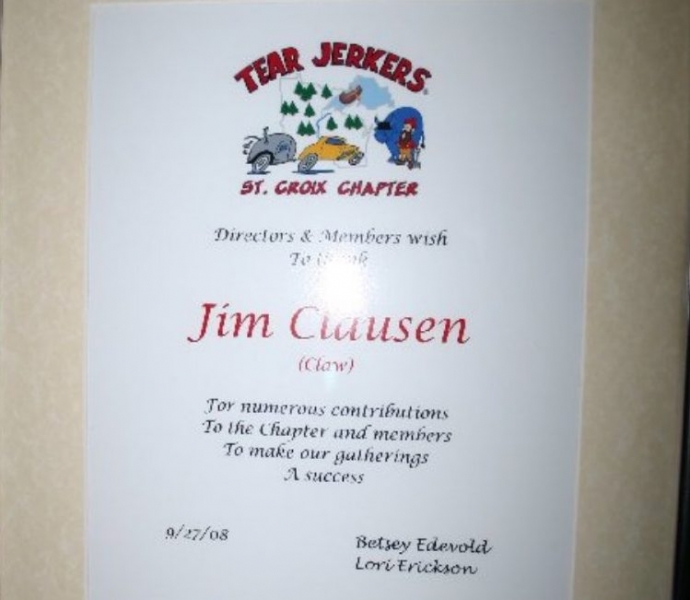 TEAR JERKERS
ST. CROIX CHAPTER
Directors & Members wish
To
Jim Clausen
(Claw)
For numerous contributions
To the Chapter and members
To make our gatherings
A success
9/27/08
Betsey Edevold
Lori Erickson